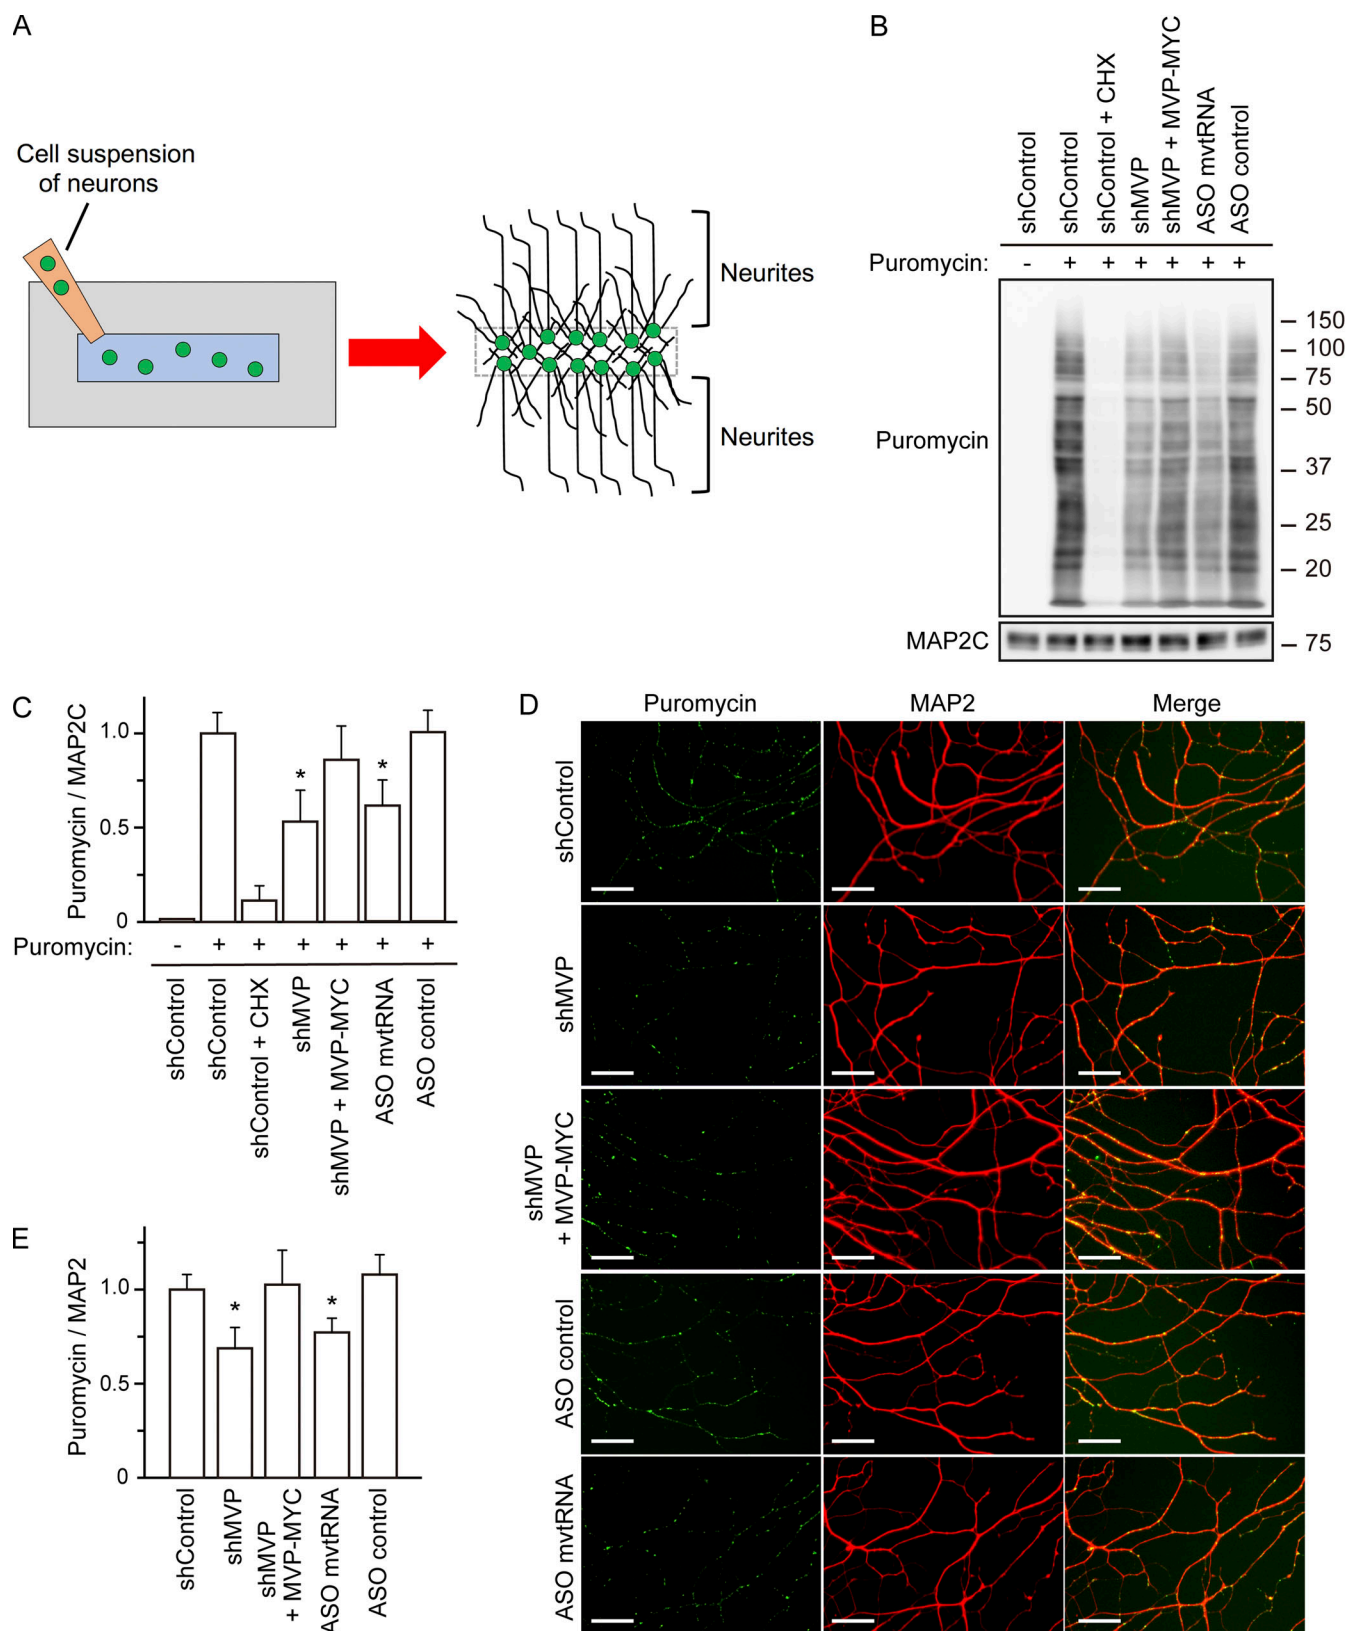 A
Cell suspension
of neurons
Neurites
Neurites
B
shControl
shControl
shControl + CHX
shMVP
shMVP + MVP-MYC
ASO mvtRNA
ASO control
Puromycin: - + + + + + +
Puromycin
150
100
75
50
37
25
20
MAP2C
75
C
Puromycin / MAP2C
1.0
0.5
0
* *
Puromycin: - + + + + + +
shControl
shControl
shControl + CHX
shMVP
shMVP + MVP-MYC
ASO mvtRNA
ASO control
D
Puromycin MAP2 Merge
shControl
shMVP
shMVP
+ MVP-MYC
ASO control
ASO mvtRNA
E
Puromycin / MAP2
1.0
0.5
0
* *
shControl
shMVP
shMVP
+ MVP-MYC
ASO mvtRNA
ASO control